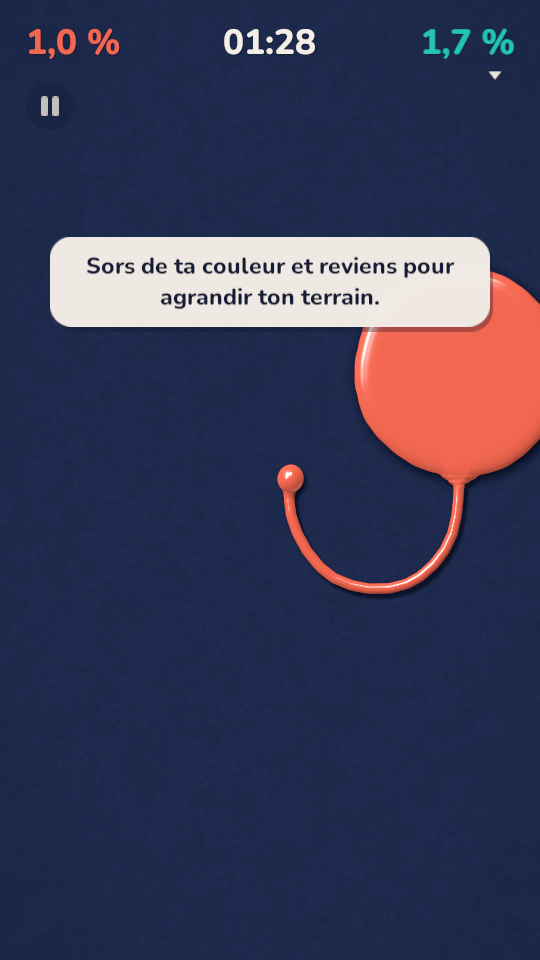 1,0 % 01:28 1,7 %
Sors de ta couleur et reviens pour
agrandir ton terrain.